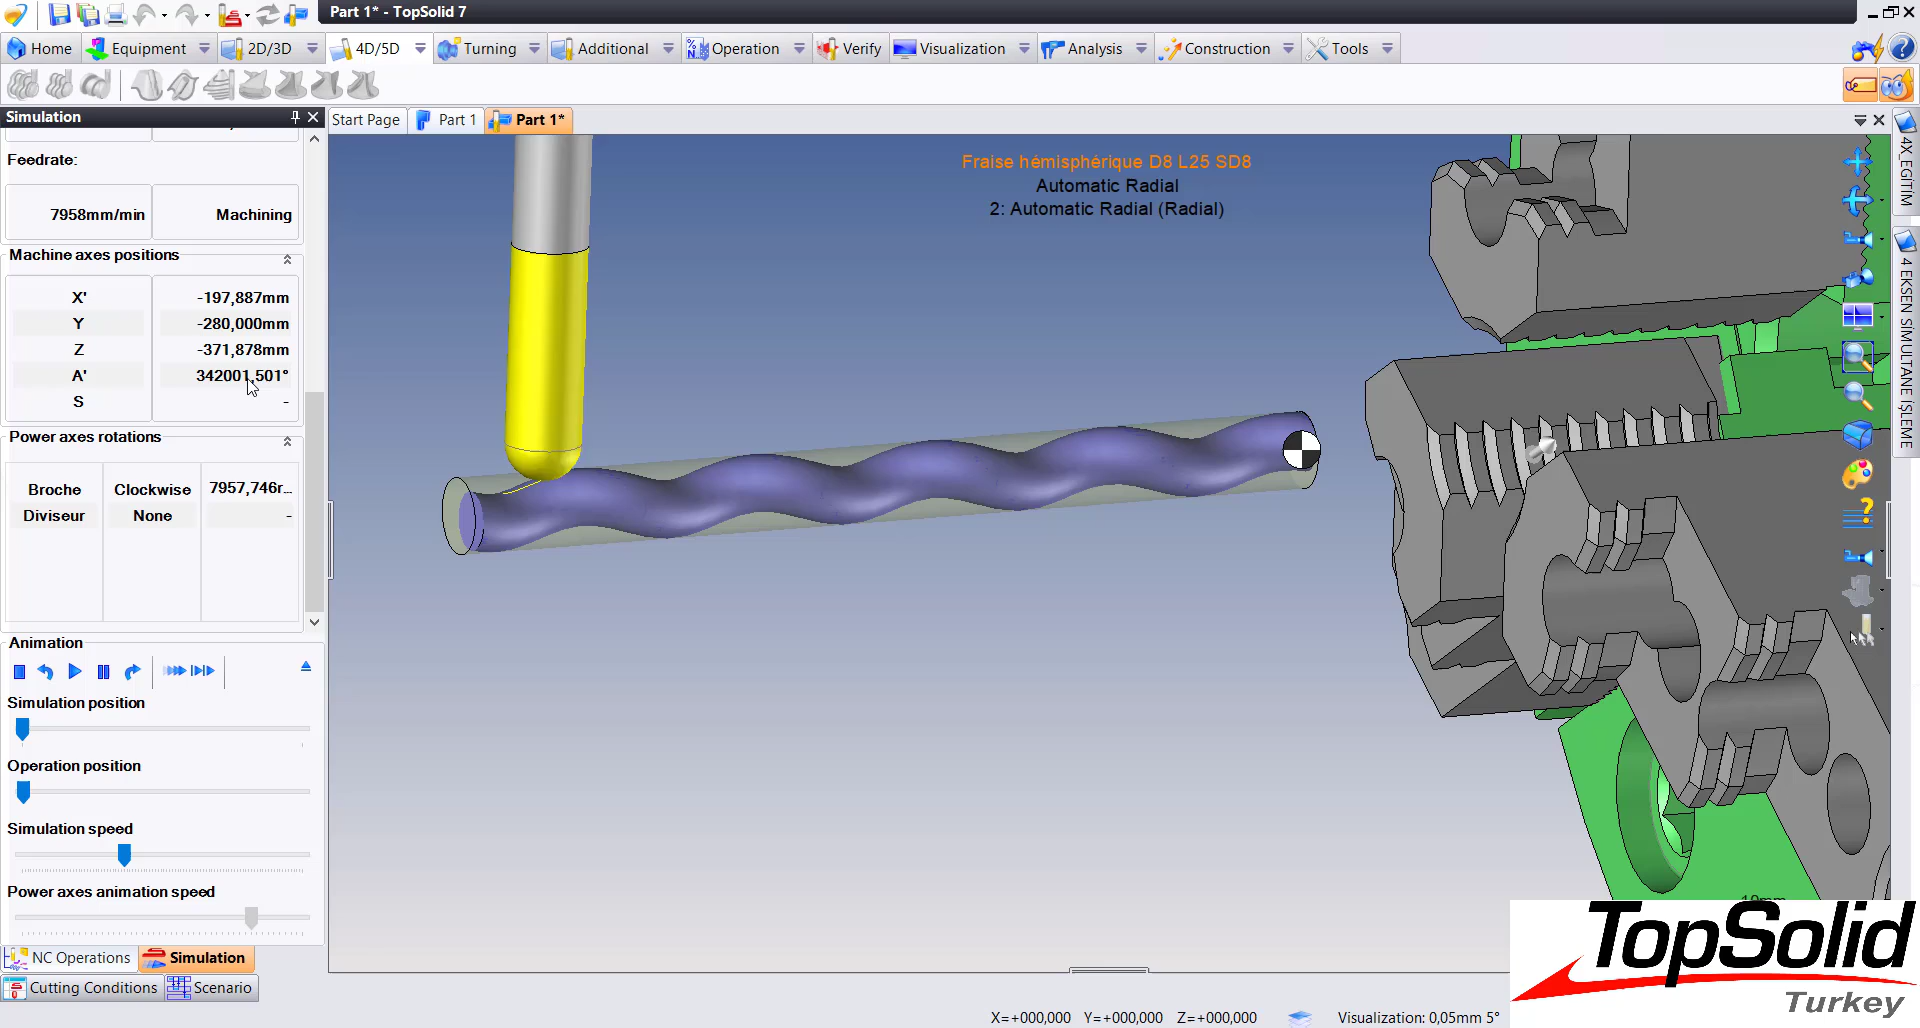 Part 1* - TopSolid 7
Home
Equipment
2D/3D
4D/5D
Turning
Additional
Operation
Verify
Visualization
Analysis
Construction
Tools
Simulation
Start Page
Part 1
Part 1*
Feedrate:
7958mm/min
Machining
Machine axes positions
X' -197,887mm
Y -280,000mm
Z -371,878mm
A' 342001,501°
S -
Power axes rotations
Broche Clockwise 7957,746r...
Diviseur None -
Animation
Simulation position
Operation position
Simulation speed
Power axes animation speed
NC Operations
Simulation
Cutting Conditions
Scenario
Fraise hémisphérique D8 L25 SD8
Automatic Radial
2: Automatic Radial (Radial)
4X_EGİTİM
4 EKSEN SİMULTANE İŞLEME
TopSolid
Turkey
X=+000,000 Y=+000,000 Z=+000,000
Visualization: 0,05mm 5°